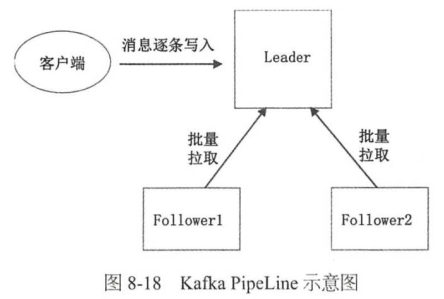 消息逐条写入
客户端
Leader
批量
拉取
批量
拉取
Follower1
Follower2
图 8-18 Kafka PipeLine 示意图